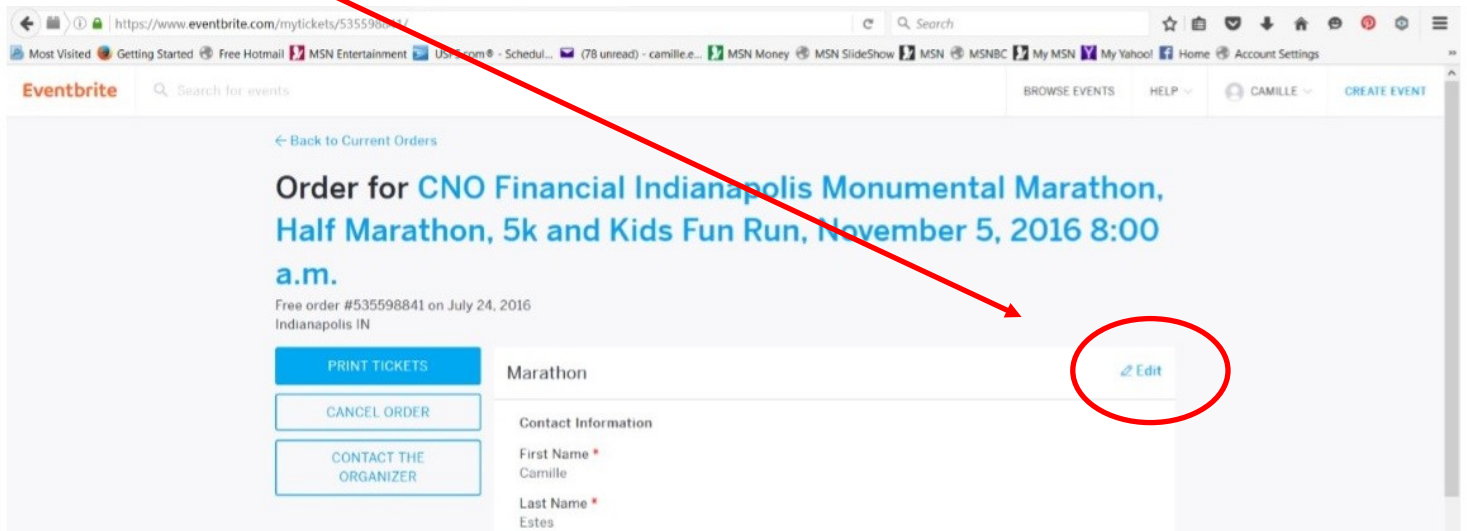 https://www.eventbrite.com/mytickets/535598841/
Search
Most Visited Getting Started Free Hotmail MSN Entertainment USPS.com® - Schedul... (78 unread) - camille.e... MSN Money MSN SlideShow MSN MSNBC My MSN My Yahoo! Home Account Settings »
Eventbrite Search for events BROWSE EVENTS HELP CAMILLE CREATE EVENT
← Back to Current Orders
Order for CNO Financial Indianapolis Monumental Marathon,
Half Marathon, 5k and Kids Fun Run, November 5, 2016 8:00
a.m.
Free order #535598841 on July 24, 2016
Indianapolis IN
PRINT TICKETS
CANCEL ORDER
CONTACT THE
ORGANIZER
Marathon Edit
Contact Information
First Name *
Camille
Last Name *
Estes